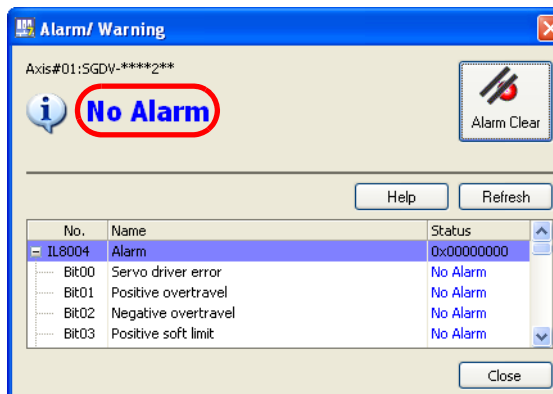 Alarm/ Warning
Axis#01:SGDV-****2**
No Alarm
Alarm Clear
Help
Refresh
No. Name Status
IL8004 Alarm 0x00000000
Bit00 Servo driver error No Alarm
Bit01 Positive overtravel No Alarm
Bit02 Negative overtravel No Alarm
Bit03 Positive soft limit No Alarm
Close